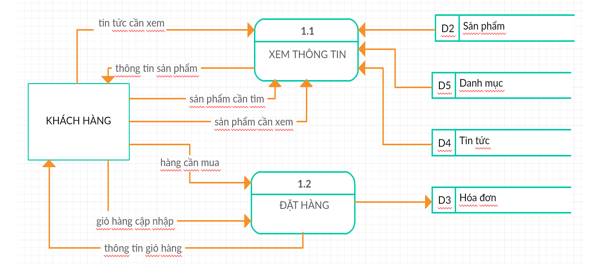 tin tức cần xem
1.1
XEM THÔNG TIN
D2 Sản phẩm
thông tin sản phẩm
D5 Danh mục
sản phẩm cần tìm
KHÁCH HÀNG
sản phẩm cần xem
D4 Tin tức
hàng cần mua
1.2
ĐẶT HÀNG
D3 Hóa đơn
giỏ hàng cập nhập
thông tin giỏ hàng